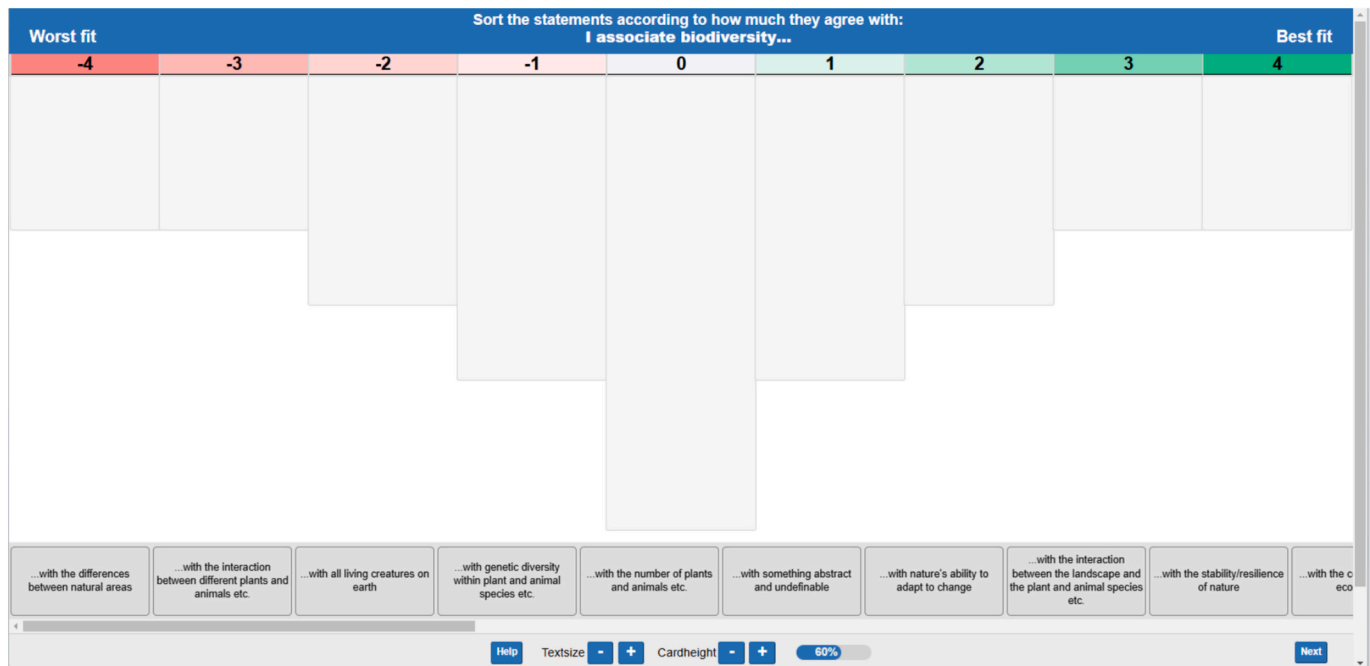 Sort the statements according to how much they agree with:
Worst fit
I associate biodiversity...
Best fit
-4
-3
-2
-1
0
1
2
3
4
...with the differences
between natural areas
...with the interaction
between different plants and
animals etc.
...with all living creatures on
earth
...with genetic diversity
within plant and animal
species etc.
...with the number of plants
and animals etc.
...with something abstract
and undefinable
...with nature's ability to
adapt to change
...with the interaction
between the landscape and
the plant and animal species
etc.
...with the stability/resilience
of nature
...with the
Help
Textsize
-
+
Cardheight
-
+
60%
Next